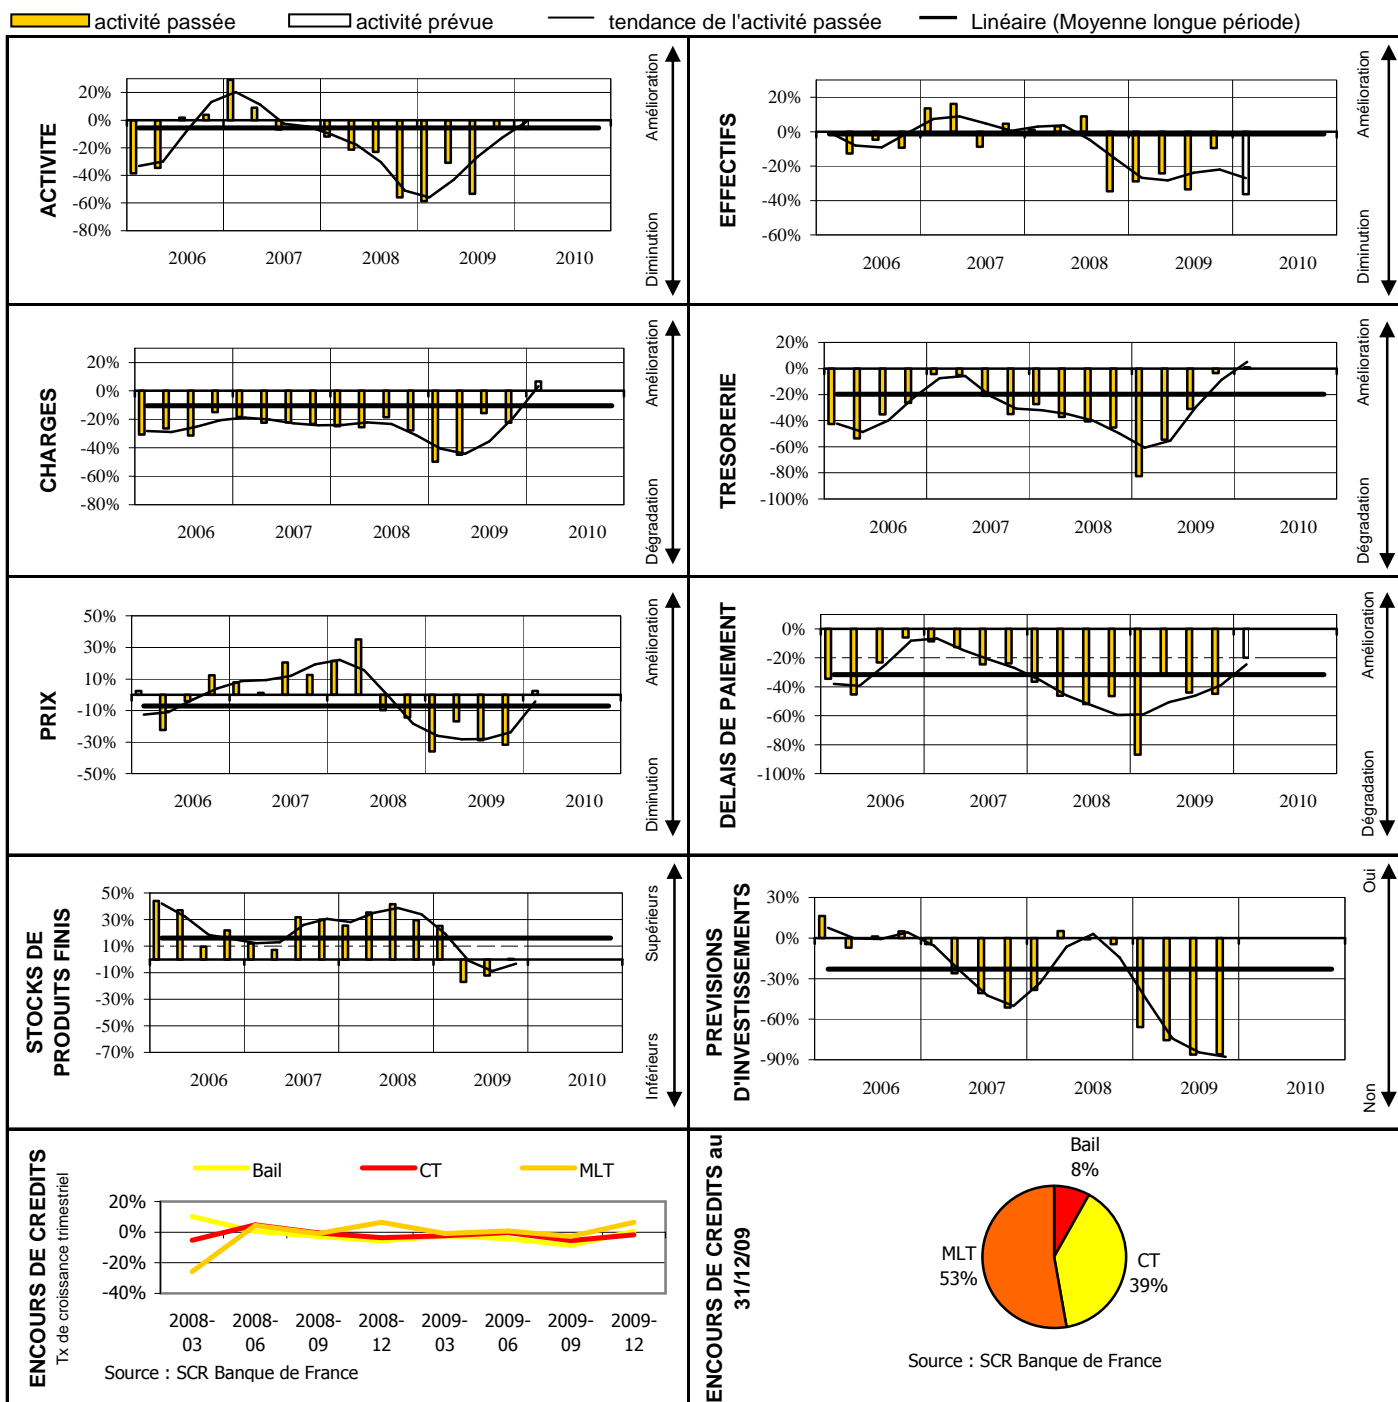 activité passée activité prévue tendance de l'activité passée Linéaire (Moyenne longue période)
ACTIVITE
20%
0%
-20%
-40%
-60%
-80%
2006 2007 2008 2009 2010
Amélioration
Diminution
EFFECTIFS
20%
0%
-20%
-40%
-60%
2006 2007 2008 2009 2010
Amélioration
Diminution
CHARGES
20%
0%
-20%
-40%
-60%
-80%
2006 2007 2008 2009 2010
Amélioration
Dégradation
TRESORERIE
20%
0%
-20%
-40%
-60%
-80%
-100%
2006 2007 2008 2009 2010
Amélioration
Dégradation
PRIX
50%
30%
10%
-10%
-30%
-50%
2006 2007 2008 2009 2010
Amélioration
Diminution
DELAIS DE PAIEMENT
0%
-20%
-40%
-60%
-80%
-100%
2006 2007 2008 2009 2010
Amélioration
Dégradation
STOCKS DE
PRODUITS FINIS
50%
30%
10%
-10%
-30%
-50%
-70%
2006 2007 2008 2009 2010
Supérieurs
Inférieurs
PREVISIONS
D'INVESTISSEMENTS
30%
0%
-30%
-60%
-90%
2006 2007 2008 2009 2010
Oui
Non
ENCOURS DE CREDITS
Tx de croissance trimestriel
Bail CT MLT
20%
0%
-20%
-40%
2008- 2008- 2008- 2008- 2009- 2009- 2009- 2009-
03 06 09 12 03 06 09 12
Source : SCR Banque de France
ENCOURS DE CREDITS au
31/12/09
Bail
8%
CT
39%
MLT
53%
Source : SCR Banque de France